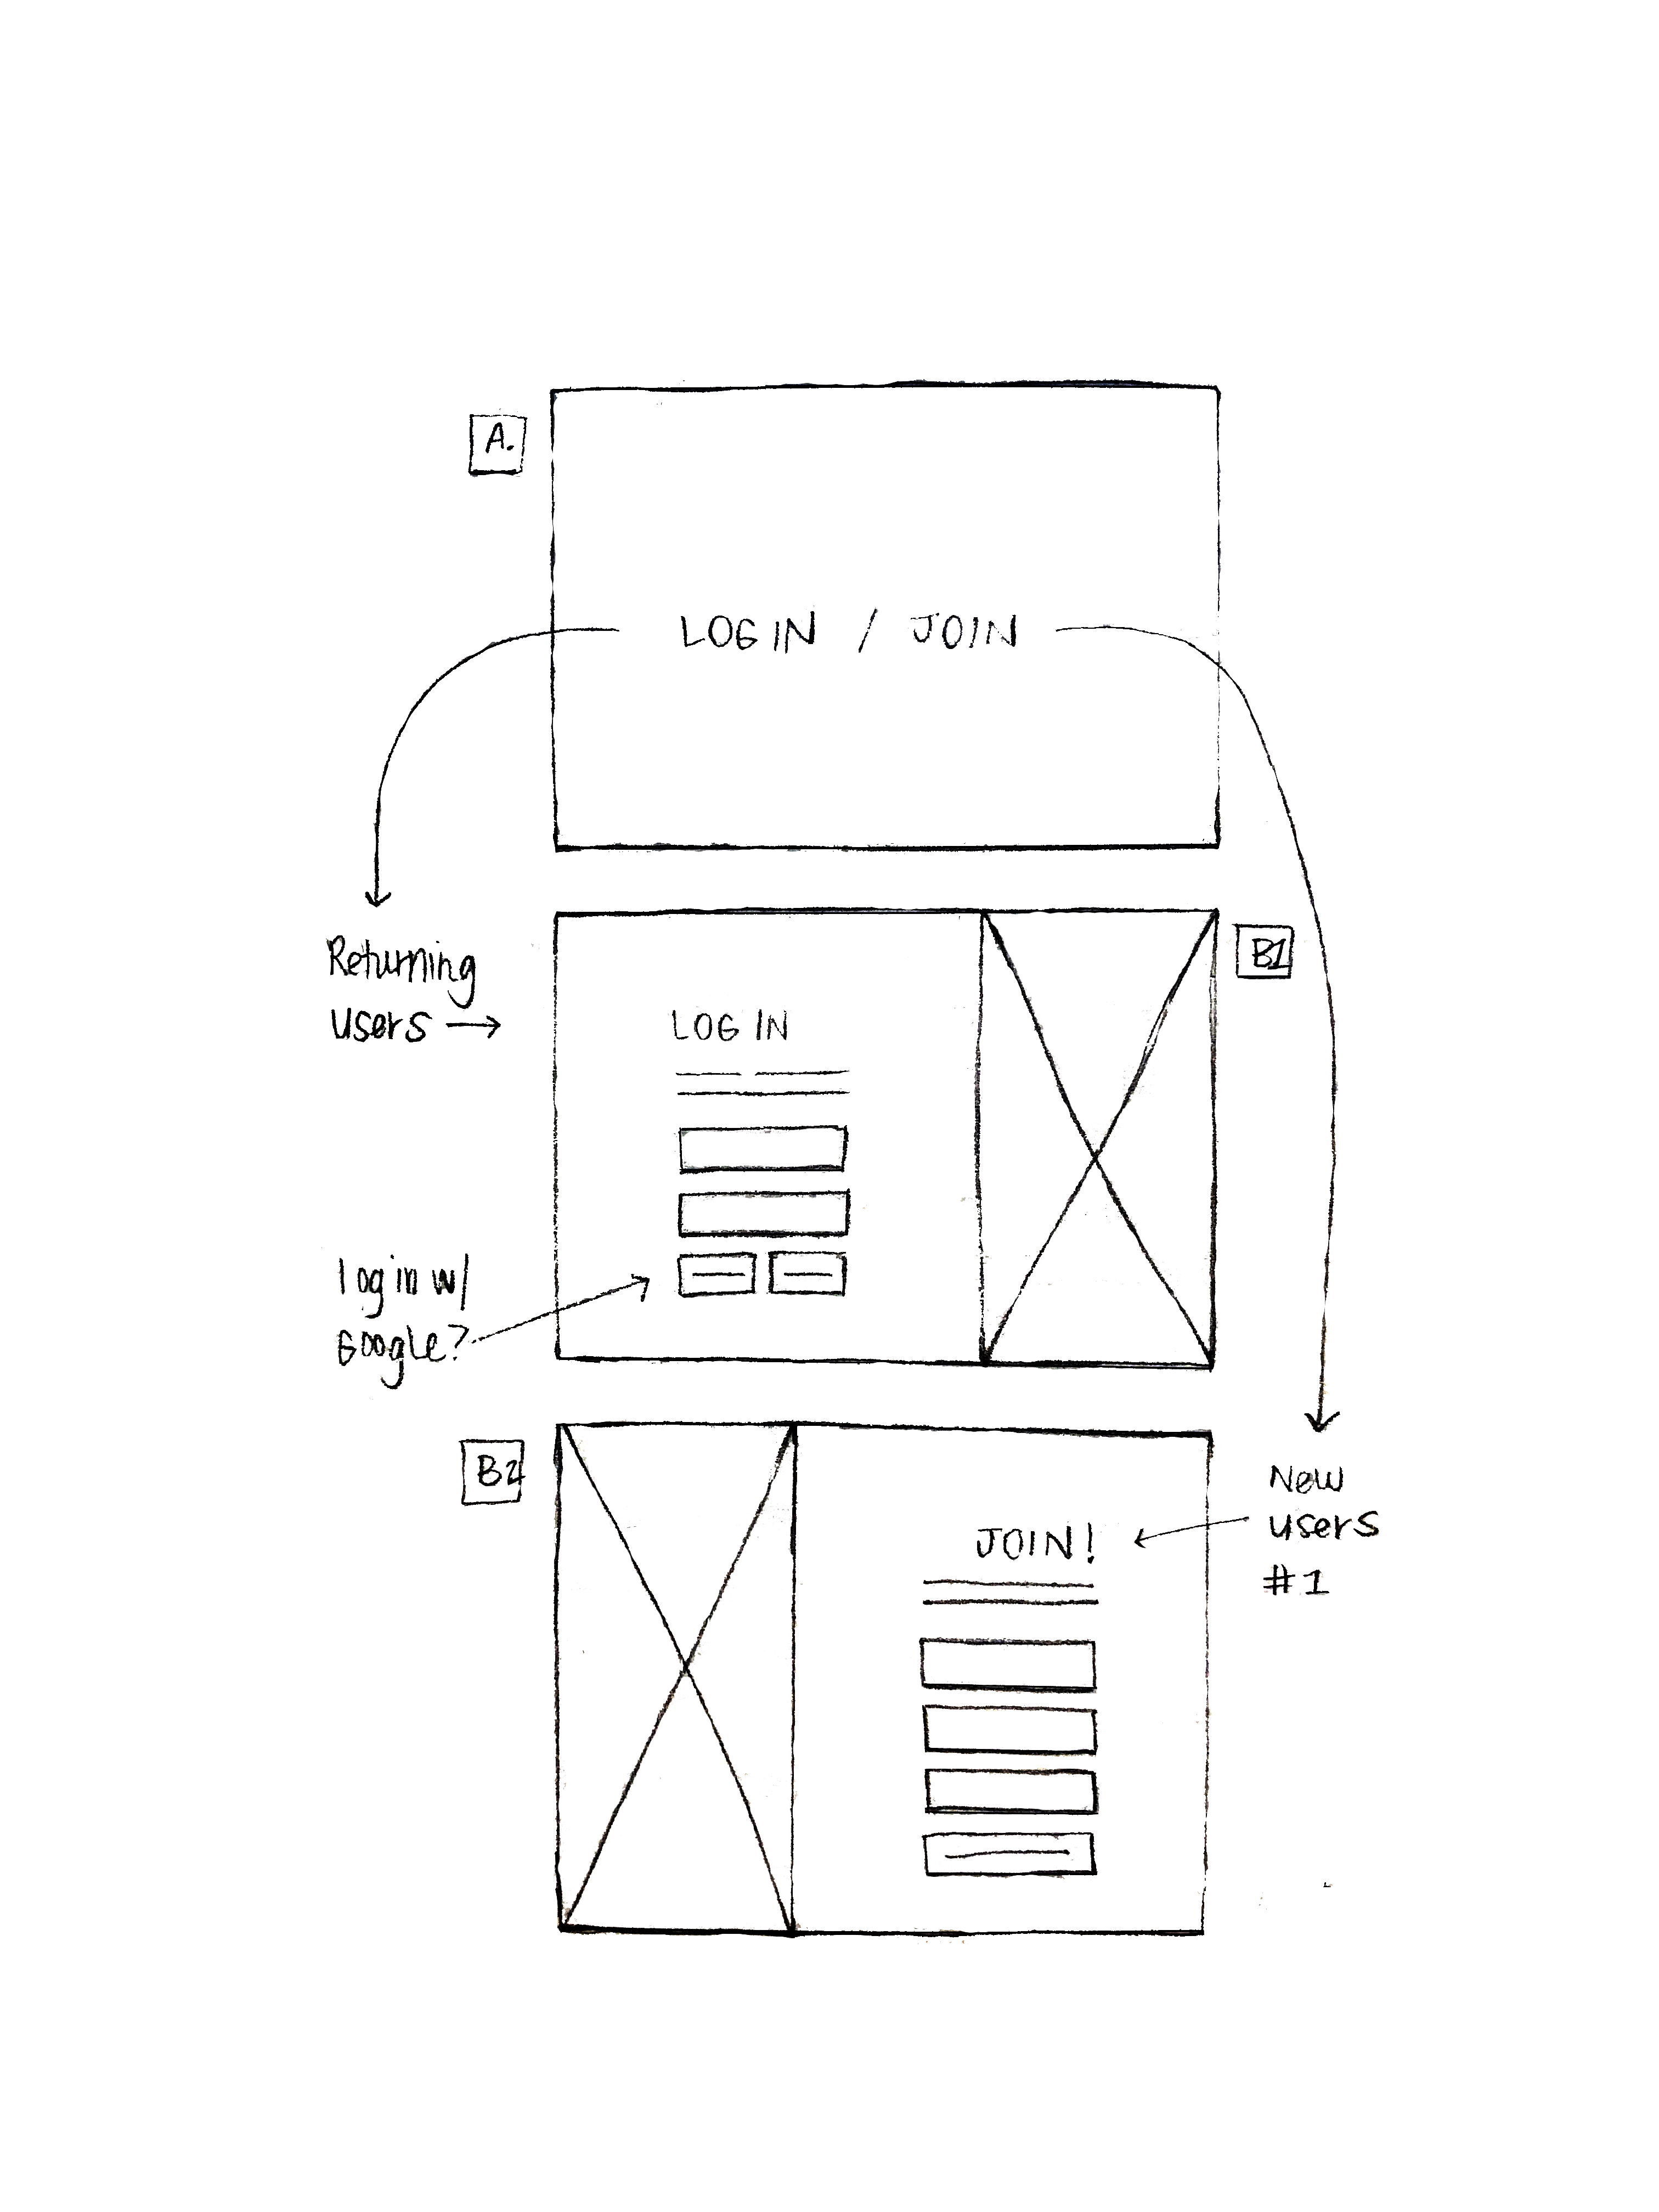 A.
LOG IN / JOIN
Returning
users →
B1
LOG IN
log in w/
Google?
B2
JOIN!
New
users
#1